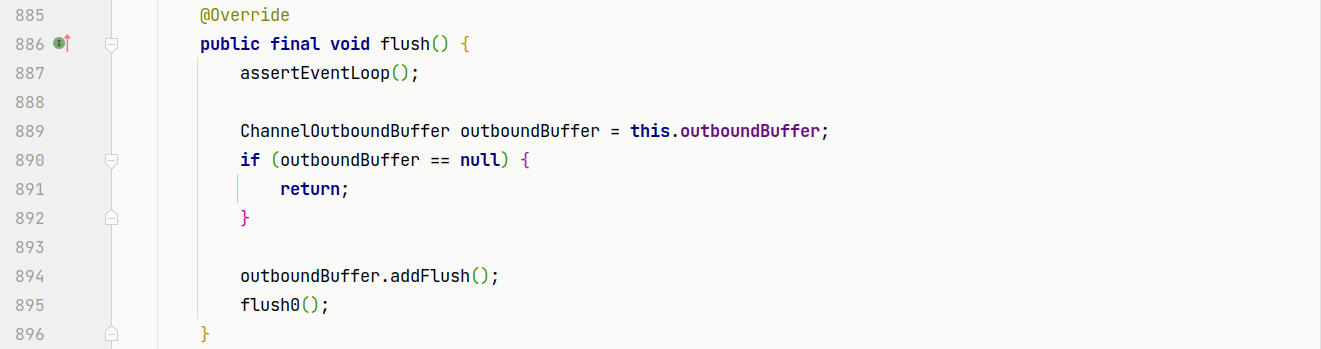 885 @Override
886 public final void flush() {
887 assertEventLoop();
888
889 ChannelOutboundBuffer outboundBuffer = this.outboundBuffer;
890 if (outboundBuffer == null) {
891 return;
892 }
893
894 outboundBuffer.addFlush();
895 flush0();
896 }